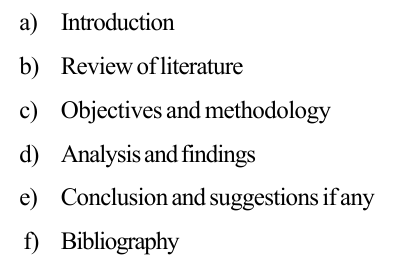 a) Introduction
b) Review of literature
c) Objectives and methodology
d) Analysis and findings
e) Conclusion and suggestions if any
f) Bibliography